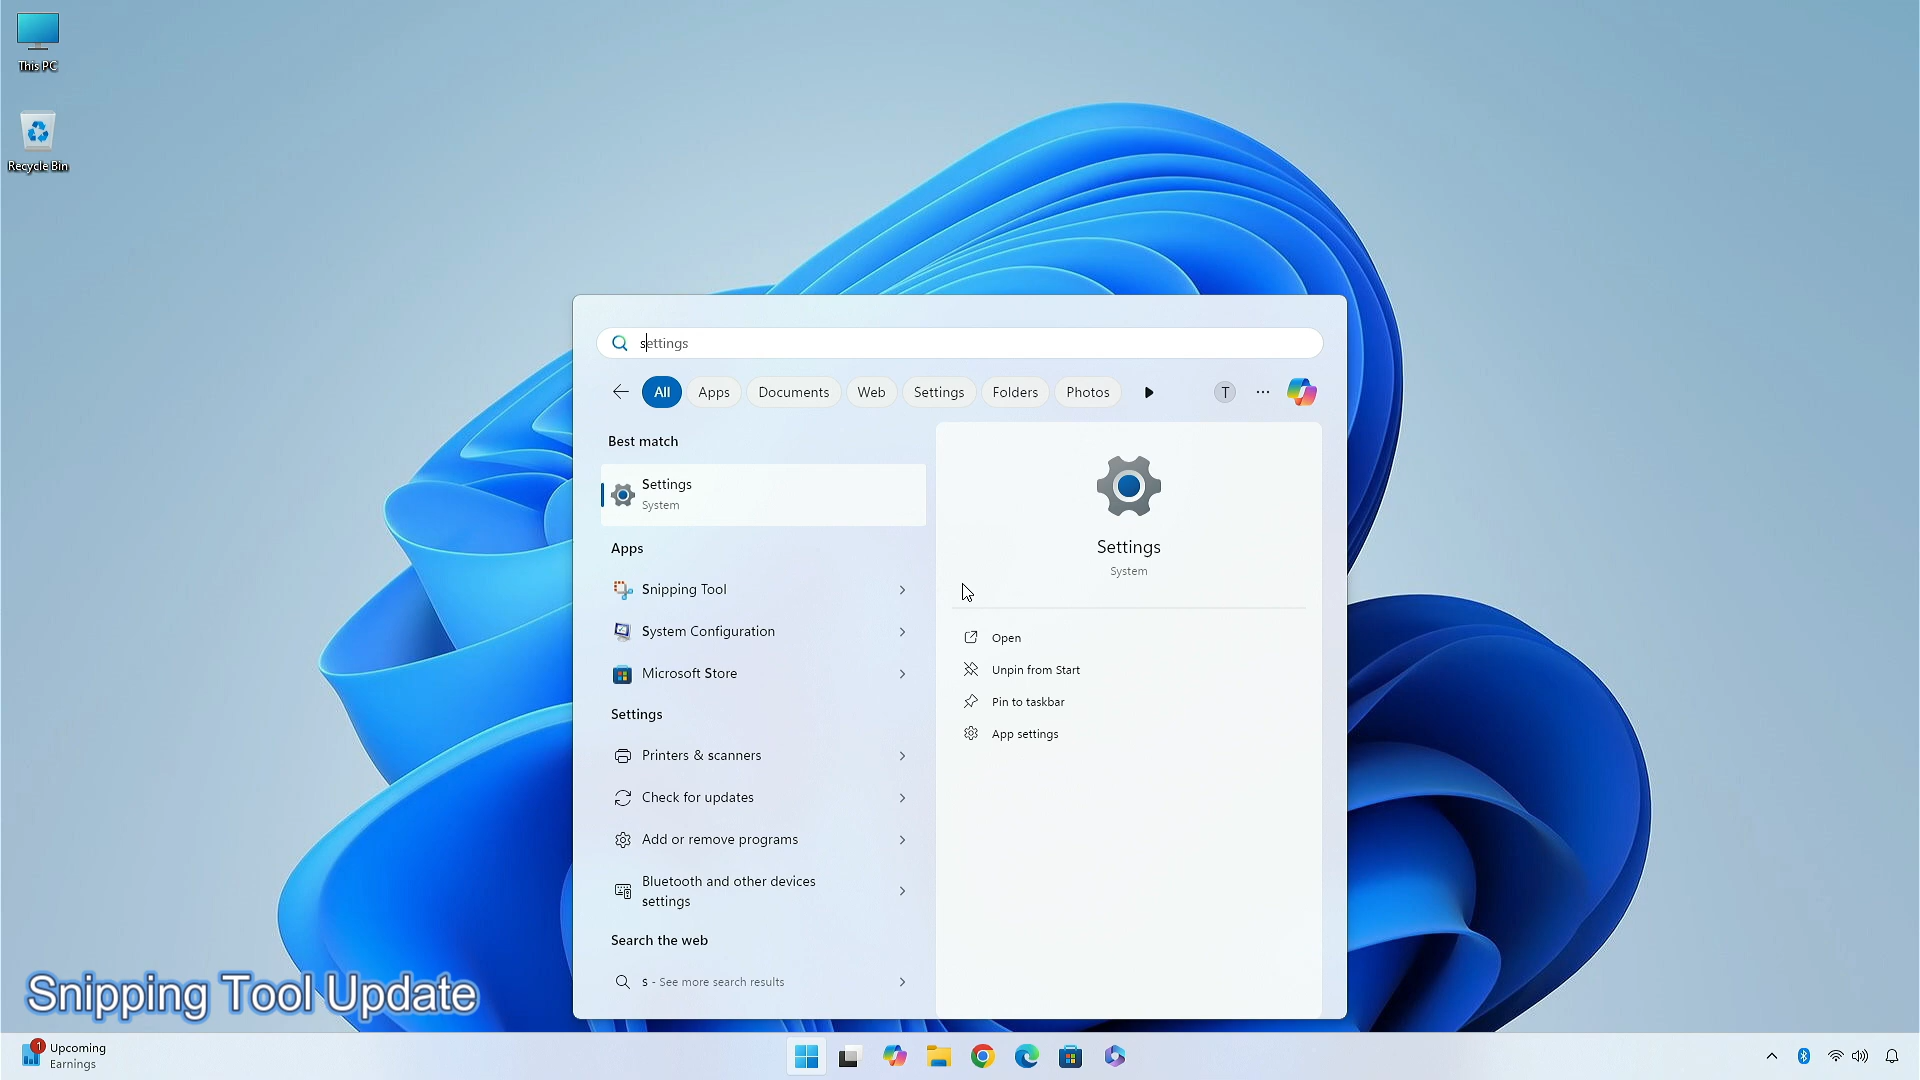 This PC
Recycle Bin
settings
All
Apps
Documents
Web
Settings
Folders
Photos
T
Best match
Settings
System
Apps
Snipping Tool
System Configuration
Microsoft Store
Settings
Printers & scanners
Check for updates
Add or remove programs
Bluetooth and other devices
settings
Search the web
s - See more search results
Settings
System
Open
Unpin from Start
Pin to taskbar
App settings
Snipping Tool Update
1
Upcoming
Earnings